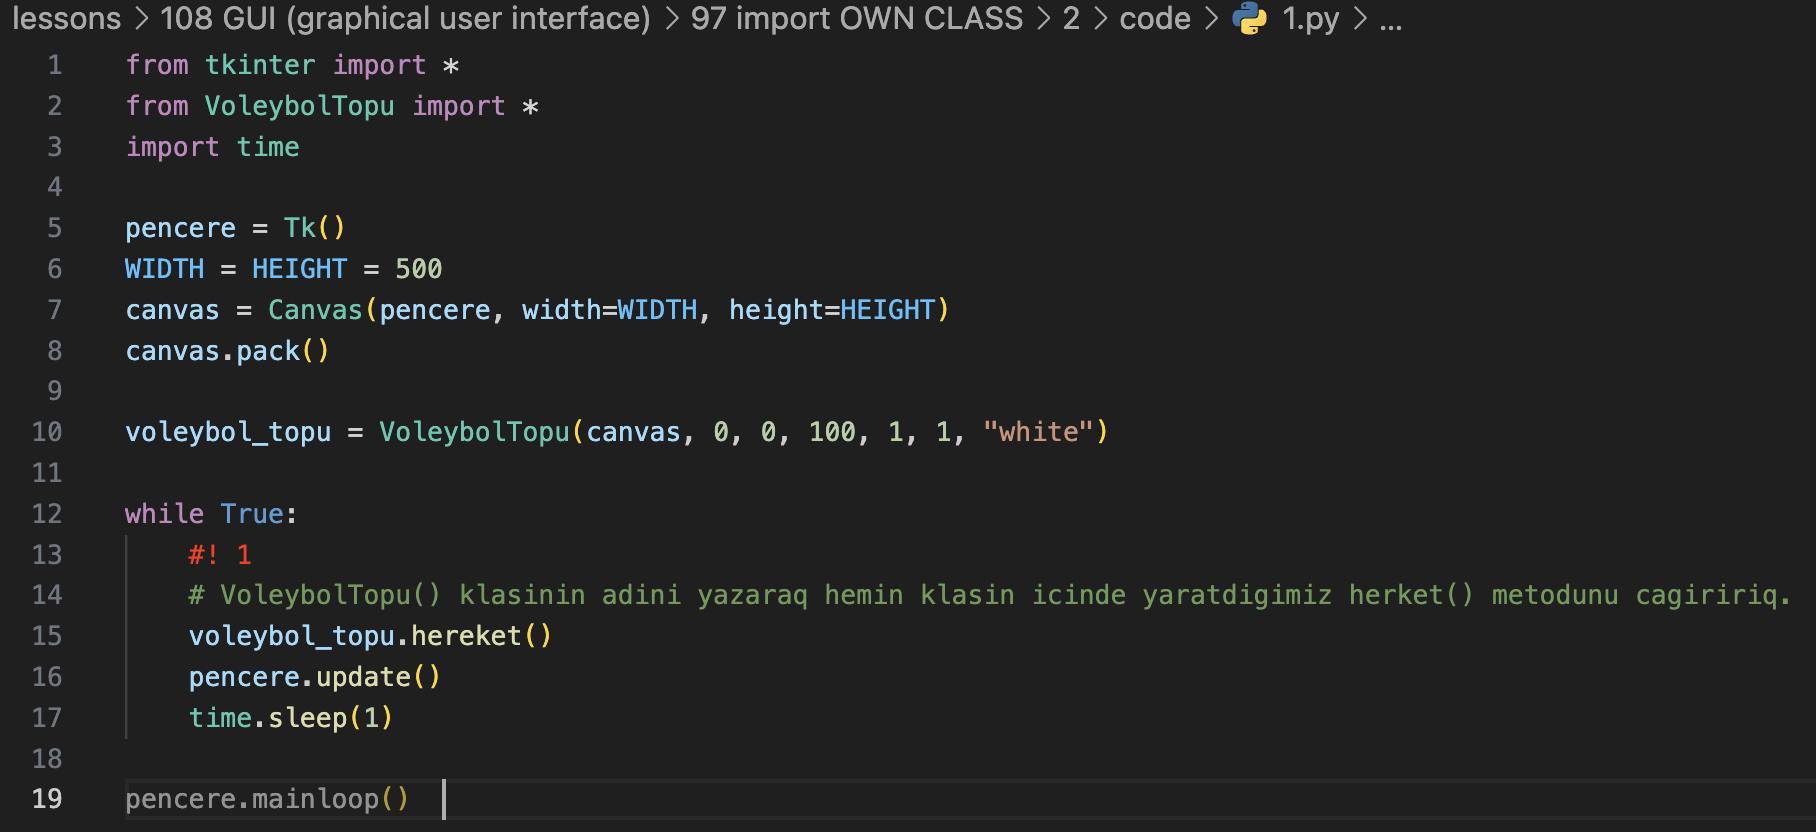 lessons > 108 GUI (graphical user interface) > 97 import OWN CLASS > 2 > code > 1.py > ...
1 from tkinter import *
2 from VoleybolTopu import *
3 import time
4
5 pencere = Tk()
6 WIDTH = HEIGHT = 500
7 canvas = Canvas(pencere, width=WIDTH, height=HEIGHT)
8 canvas.pack()
9
10 voleybol_topu = VoleybolTopu(canvas, 0, 0, 100, 1, 1, "white")
11
12 while True:
13     #! 1
14     # VoleybolTopu() klasinin adini yazaraq hemin klasin icinde yaratdigimiz herket() metodunu cagiririq.
15     voleybol_topu.hereket()
16     pencere.update()
17     time.sleep(1)
18
19 pencere.mainloop()